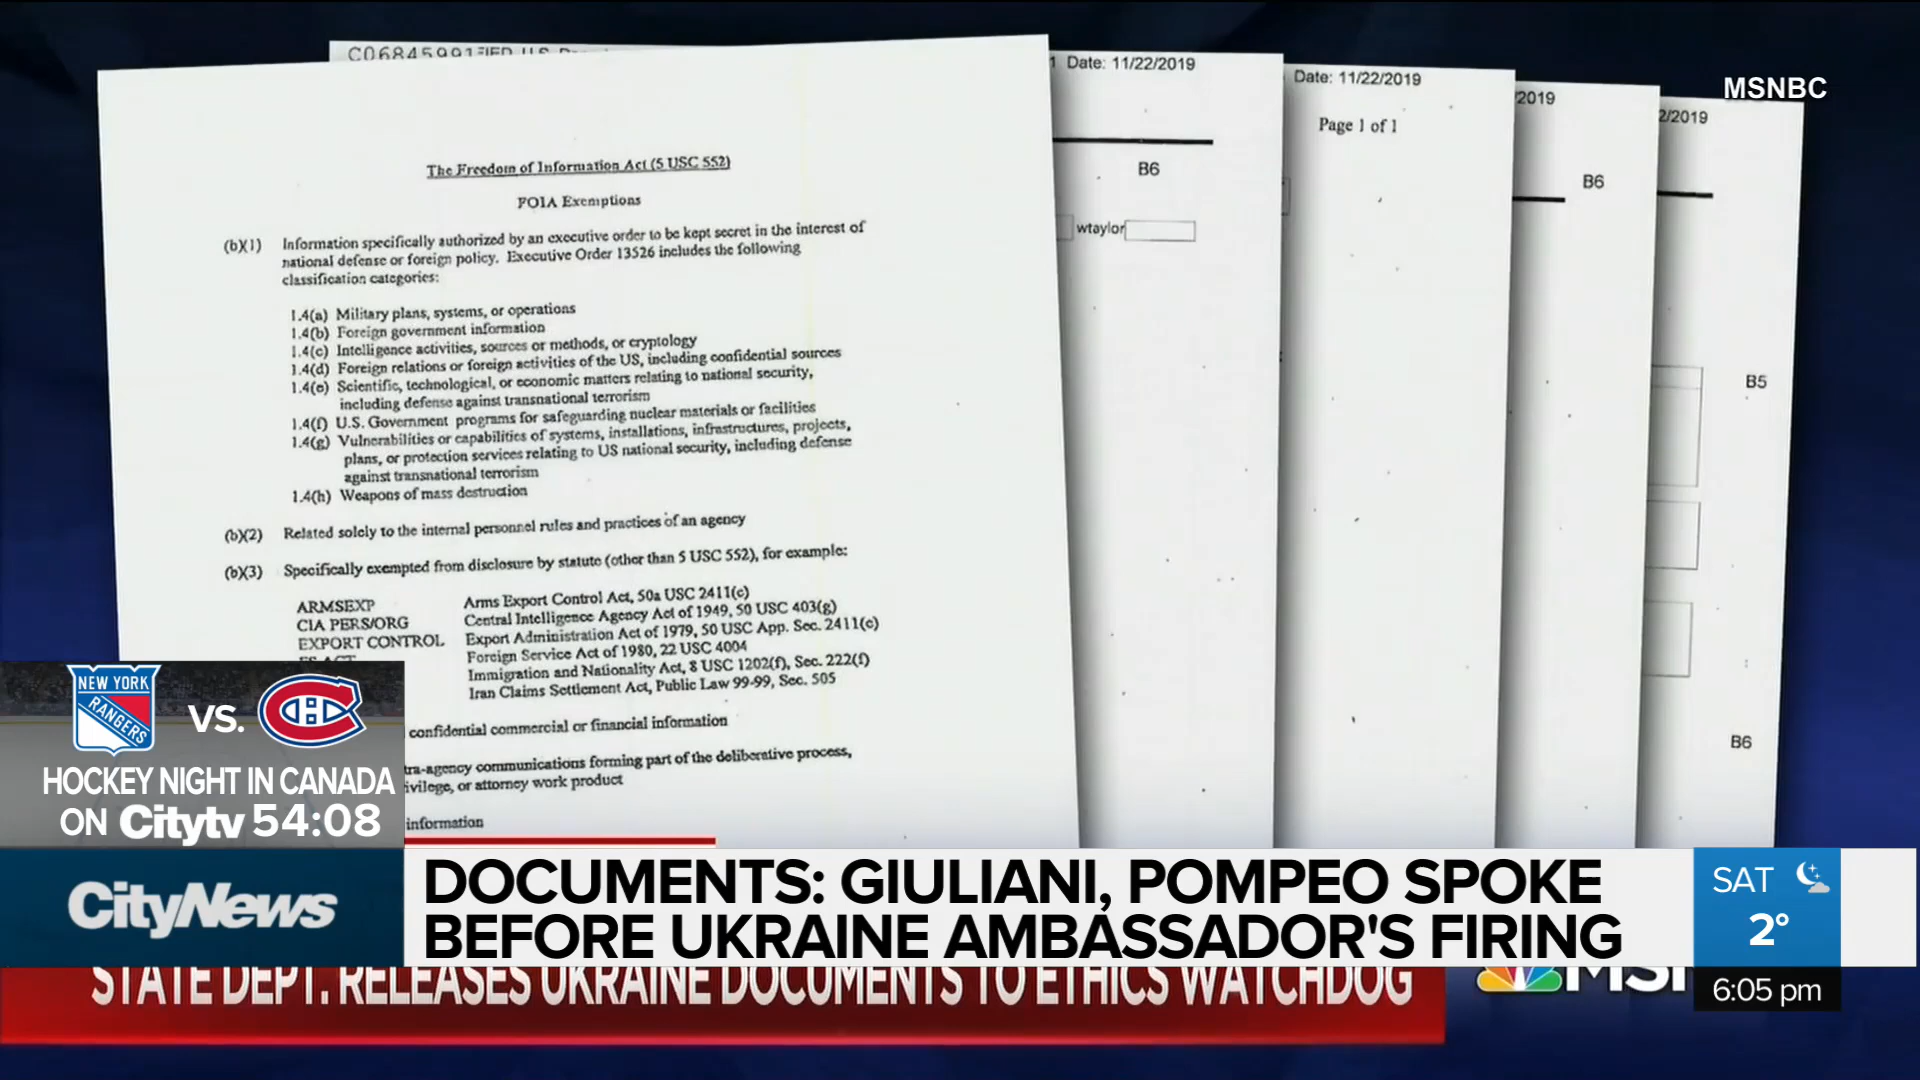 C06845991FIED U.S.
1 Date: 11/22/2019
Date: 11/22/2019
2019
2/2019
MSNBC
Page 1 of 1
B6
B6
wtaylor
B5
B6
The Freedom of Information Act (5 USC 552)
FOIA Exemptions
(b)(1) Information specifically authorized by an executive order to be kept secret in the interest of
national defense or foreign policy. Executive Order 13526 includes the following
classification categories:
1.4(a) Military plans, systems, or operations
1.4(b) Foreign government information
1.4(c) Intelligence activities, sources or methods, or cryptology
1.4(d) Foreign relations or foreign activities of the US, including confidential sources
1.4(e) Scientific, technological, or economic matters relating to national security,
including defense against transnational terrorism
1.4(f) U.S. Government programs for safeguarding nuclear materials or facilities
1.4(g) Vulnerabilities or capabilities of systems, installations, infrastructures, projects,
plans, or protection services relating to US national security, including defense
against transnational terrorism
1.4(h) Weapons of mass destruction
(b)(2) Related solely to the internal personnel rules and practices of an agency
(b)(3) Specifically exempted from disclosure by statute (other than 5 USC 552), for example:
ARMSEXP Arms Export Control Act, 50a USC 2411(c)
CIA PERS/ORG Central Intelligence Agency Act of 1949, 50 USC 403(g)
EXPORT CONTROL Export Administration Act of 1979, 50 USC App. Sec. 2411(c)
FS ACT Foreign Service Act of 1980, 22 USC 4004
Immigration and Nationality Act, 8 USC 1202(f), Sec. 222(f)
Iran Claims Settlement Act, Public Law 99-99, Sec. 505
confidential commercial or financial information
tra-agency communications forming part of the deliberative process,
ivilege, or attorney work product
information
NEW YORK
RANGERS
VS.
CH
HOCKEY NIGHT IN CANADA
ON Citytv 54:08
CityNews
DOCUMENTS: GIULIANI, POMPEO SPOKE
BEFORE UKRAINE AMBASSADOR'S FIRING
SAT
2°
6:05 pm
STATE DEPT. RELEASES UKRAINE DOCUMENTS TO ETHICS WATCHDOG
MSN